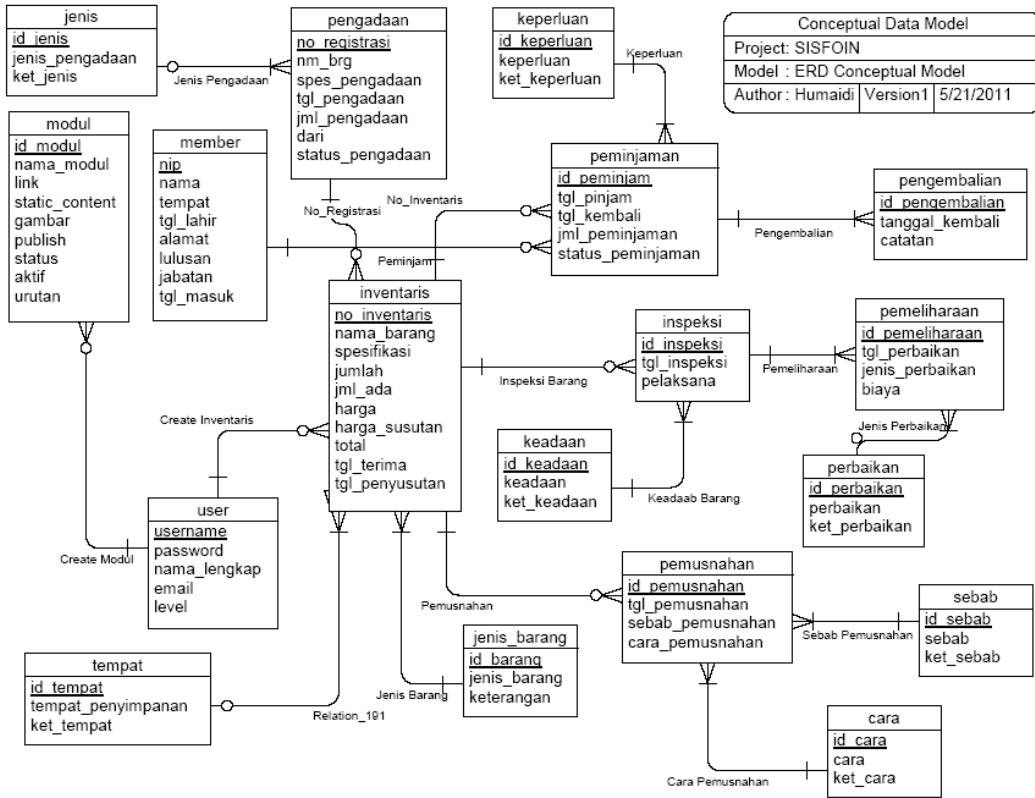 jenis
id_jenis
jenis_pengadaan
ket_jenis
Jenis Pengadaan
pengadaan
no_registrasi
nm_brg
spes_pengadaan
tgl_pengadaan
jml_pengadaan
dari
status_pengadaan
keperluan
id_keperluan
keperluan
ket_keperluan
Keperluan
Conceptual Data Model
Project: SISFOIN
Model : ERD Conceptual Model
Author : Humaidi Version1 5/21/2011
modul
id_modul
nama_modul
link
static_content
gambar
publish
status
aktif
urutan
member
nip
nama
tempat
tgl_lahir
alamat
lulusan
jabatan
tgl_masuk
No_Registrasi
No_Inventaris
Peminjam
peminjaman
id_peminjam
tgl_pinjam
tgl_kembali
jml_peminjaman
status_peminjaman
Pengembalian
pengembalian
id_pengembalian
tanggal_kembali
catatan
inventaris
no_inventaris
nama_barang
spesifikasi
jumlah
jml_ada
harga
harga_susutan
total
tgl_terima
tgl_penyusutan
Inspeksi Barang
inspeksi
id_inspeksi
tgl_inspeksi
pelaksana
Pemeliharaan
pemeliharaan
id_pemeliharaan
tgl_perbaikan
jenis_perbaikan
biaya
Jenis Perbaikan
Create Inventaris
keadaan
id_keadaan
keadaan
ket_keadaan
Keadaab Barang
perbaikan
id_perbaikan
perbaikan
ket_perbaikan
Create Modul
user
username
password
nama_lengkap
email
level
Pemusnahan
pemusnahan
id_pemusnahan
tgl_pemusnahan
sebab_pemusnahan
cara_pemusnahan
Sebab Pemusnahan
sebab
id_sebab
sebab
ket_sebab
tempat
id_tempat
tempat_penyimpanan
ket_tempat
Relation_191
Jenis Barang
jenis_barang
id_barang
jenis_barang
keterangan
Cara Pemusnahan
cara
id_cara
cara
ket_cara